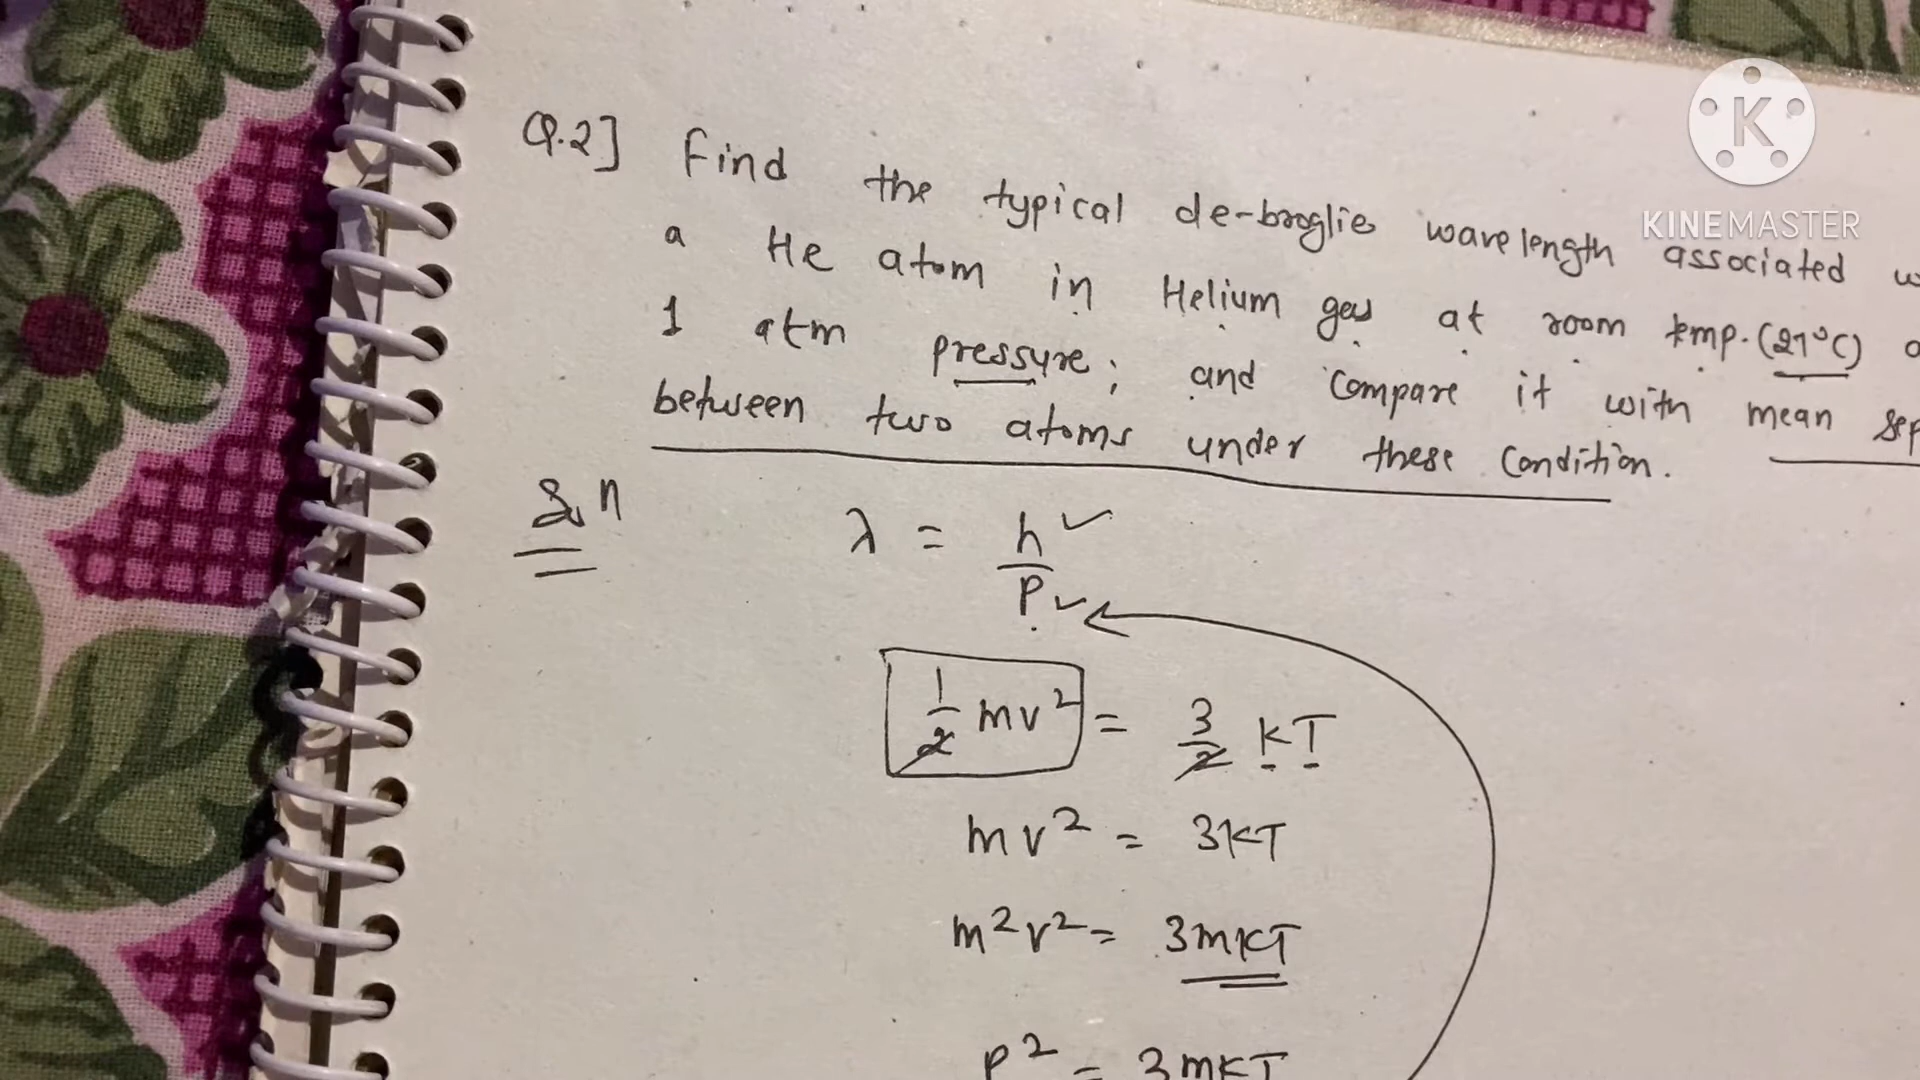 Q.2] Find the typical de-broglie wavelength associated
a He atom in Helium gas at room temp. (27°C)
1 atm pressure; and compare it with mean sep
between two atoms under these condition.
Solⁿ λ = h/P
1/2 mv² = 3/2 KT
mv² = 3KT
m²v² = 3mKT
P² = 3mKT
K
KINEMASTER